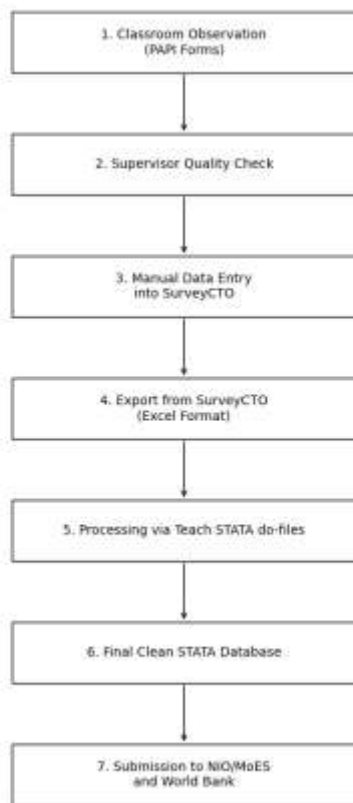 1. Classroom Observation
(PAPI Forms)
2. Supervisor Quality Check
3. Manual Data Entry
into SurveyCTO
4. Export from SurveyCTO
(Excel Format)
5. Processing via Teach STATA do-files
6. Final Clean STATA Database
7. Submission to NIO/MoES
and World Bank